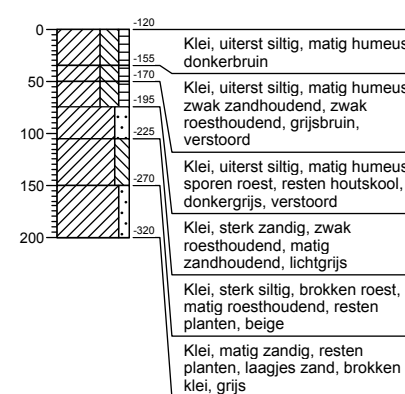 0
50
100
150
200
-120
-155
-170
-195
-225
-270
-320
Klei, uiterst siltig, matig humeus
donkerbruin
Klei, uiterst siltig, matig humeus
zwak zandhoudend, zwak
roesthoudend, grijsbruin,
verstoord
Klei, uiterst siltig, matig humeus
sporen roest, resten houtskool,
donkergrijs, verstoord
Klei, sterk zandig, zwak
roesthoudend, matig
zandhoudend, lichtgrijs
Klei, sterk siltig, brokken roest,
matig roesthoudend, resten
planten, beige
Klei, matig zandig, resten
planten, laagjes zand, brokken
klei, grijs